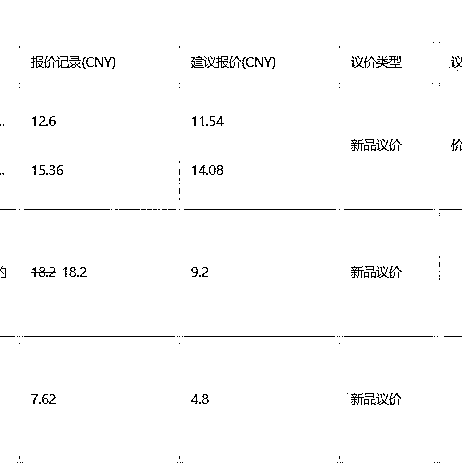 报价记录(CNY) 建议报价(CNY) 议价类型 议
.. 12.6 11.54
新品议价 价
.. 15.36 14.08
的 18.2 18.2 9.2 新品议价
7.62 4.8 新品议价